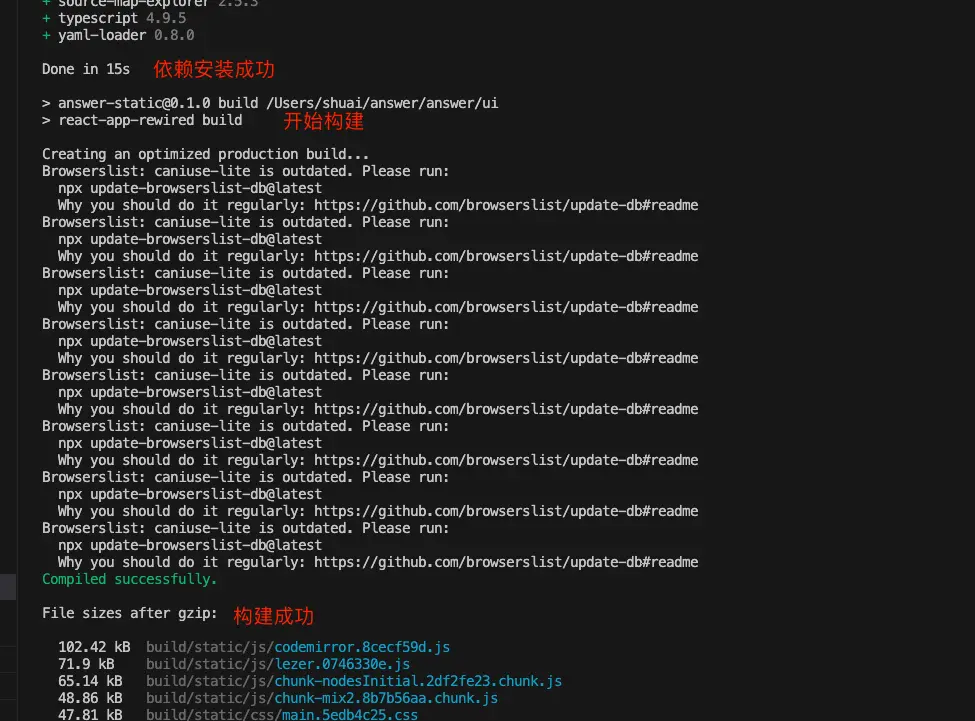 + source-map-explorer 2.5.3
+ typescript 4.9.5
+ yaml-loader 0.8.0
Done in 15s 依赖安装成功
> answer-static@0.1.0 build /Users/shuai/answer/answer/ui
> react-app-rewired build 开始构建
Creating an optimized production build...
Browserslist: caniuse-lite is outdated. Please run:
npx update-browserslist-db@latest
Why you should do it regularly: https://github.com/browserslist/update-db#readme
Browserslist: caniuse-lite is outdated. Please run:
npx update-browserslist-db@latest
Why you should do it regularly: https://github.com/browserslist/update-db#readme
Browserslist: caniuse-lite is outdated. Please run:
npx update-browserslist-db@latest
Why you should do it regularly: https://github.com/browserslist/update-db#readme
Browserslist: caniuse-lite is outdated. Please run:
npx update-browserslist-db@latest
Why you should do it regularly: https://github.com/browserslist/update-db#readme
Browserslist: caniuse-lite is outdated. Please run:
npx update-browserslist-db@latest
Why you should do it regularly: https://github.com/browserslist/update-db#readme
Browserslist: caniuse-lite is outdated. Please run:
npx update-browserslist-db@latest
Why you should do it regularly: https://github.com/browserslist/update-db#readme
Browserslist: caniuse-lite is outdated. Please run:
npx update-browserslist-db@latest
Why you should do it regularly: https://github.com/browserslist/update-db#readme
Browserslist: caniuse-lite is outdated. Please run:
npx update-browserslist-db@latest
Why you should do it regularly: https://github.com/browserslist/update-db#readme
Compiled successfully.
File sizes after gzip: 构建成功
102.42 kB build/static/js/codemirror.8cecf59d.js
71.9 kB build/static/js/lezer.0746330e.js
65.14 kB build/static/js/chunk-nodesInitial.2df2fe23.chunk.js
48.86 kB build/static/js/chunk-mix2.8b7b56aa.chunk.js
47.81 kB build/static/css/main.5edb4c25.css